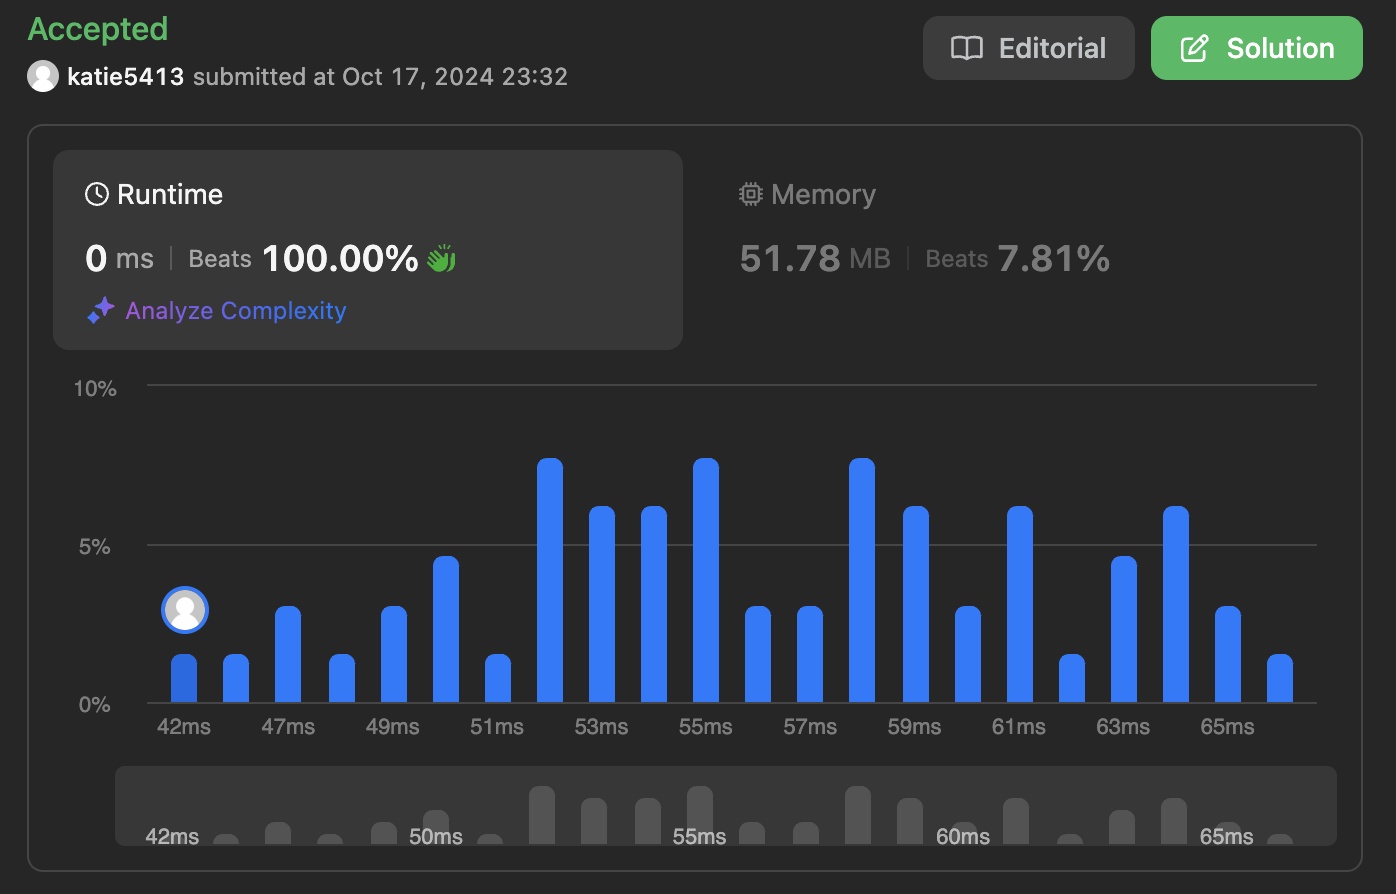 Accepted
katie5413 submitted at Oct 17, 2024 23:32
Editorial
Solution
Runtime
0 ms | Beats 100.00%
Analyze Complexity
Memory
51.78 MB | Beats 7.81%
10%
5%
0%
42ms 47ms 49ms 51ms 53ms 55ms 57ms 59ms 61ms 63ms 65ms
42ms 50ms 55ms 60ms 65ms